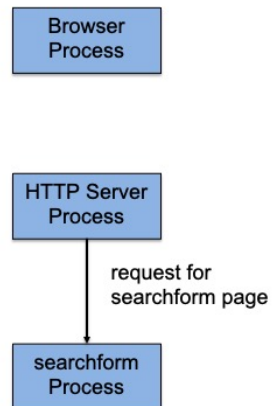 Browser
Process
HTTP Server
Process
request for
searchform page
searchform
Process